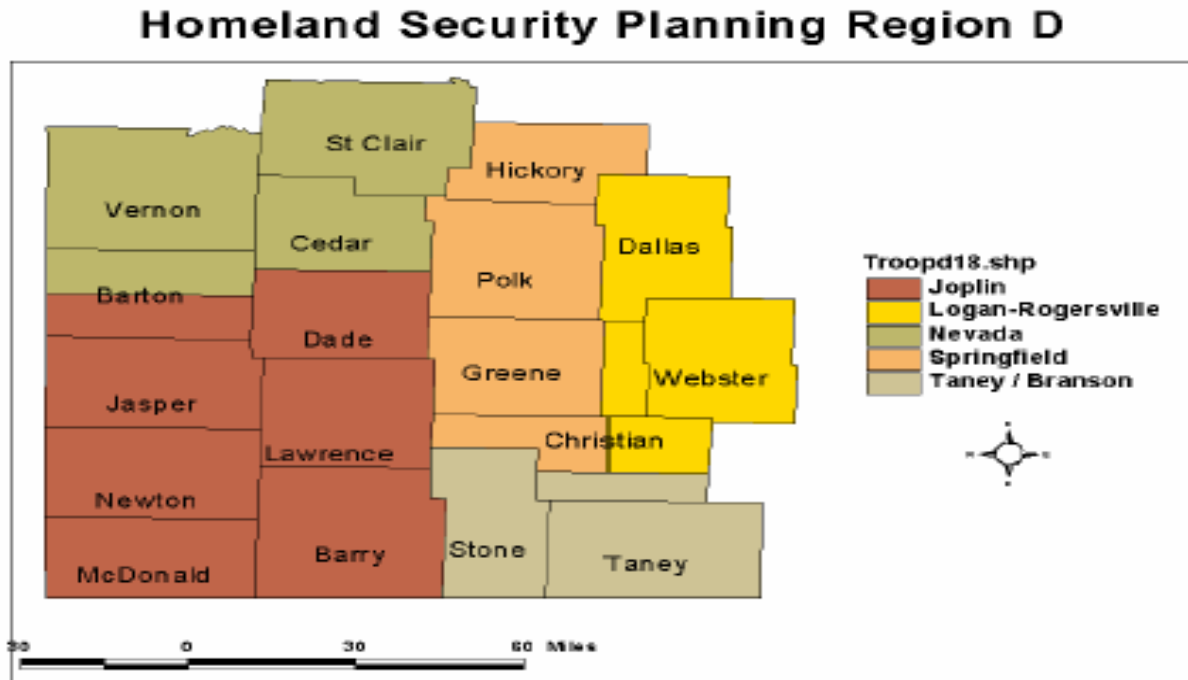 Homeland Security Planning Region D
St Clair
Hickory
Vernon
Cedar
Dallas
Polk
Barton
Dade
Greene
Webster
Jasper
Christian
Lawrence
Newton
Barry
Stone
Taney
McDonald
Troopd18.shp
Joplin
Logan-Rogersville
Nevada
Springfield
Taney / Branson
30 0 30 60 Miles